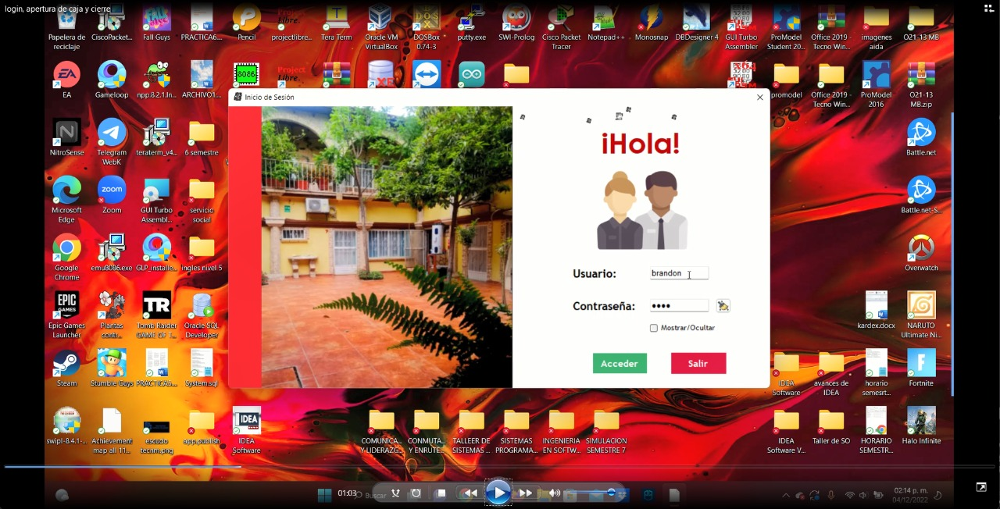 login, apertura de caja y cierre
Papelera de reciclaje
CiscoPacket...
Fall Guys
PRACTICA6...
Pencil
projectlibre...
Tera Term
Oracle VM VirtualBox
DOSBox 0.74-3
putty.exe
SWI-Prolog
Cisco Packet Tracer
Notepad++
Monosnap
DBDesigner 4
GUI Turbo Assembler
ProModel Student 20...
Office 2019 - Tecno Win...
imagenes aida
O21-13 MB
EA
Gameloop
npp.8.2.1.In...
ARCHIVO1:...
8086
promodel
Office 2019 - Tecno Win...
ProModel 2016
O21-13 MB.zip
Inicio de Sesión
NitroSense
Telegram WebK
teraterm_v4...
6 semestre
Battle.net
¡Hola!
Microsoft Edge
zoom
Zoom
GUI Turbo Assembl...
servicio social
Battle.net-S...
Google Chrome
emu8086.exe
GLP_installe...
ingles nivel 5
Overwatch
Usuario:
brandon
Contraseña:
Mostrar/Ocultar
Acceder
Salir
EPIC GAMES
TR
Epic Games Launcher
Plantas contr...
Tomb Raider GAME OF T...
Oracle SQL Developer
kardex.docx
NARUTO Ultimate Ni...
Steam
Stumble Guys
PRACTICA6...
System.sql
IDEA Software
avances de IDEA
horario semesrt...
Fortnite
swipl-8.4.1-...
Achievement map all 11...
escudo tecnm.png
app.publish
IDEA
IDEA Software
COMUNICA... Y LIDERAZG...
CONMUTA... Y ENRUTE...
TALLEER DE SISTEMAS ...
SISTEMAS PROGRAMA...
INGENIERIA EN SOFTW...
SIMULACION SEMESTRE 7
IDEA Software V...
Taller de SO
HORARIO SEMESTR...
Halo Infinite
01:03
Buscar
02:14 p. m.
04/12/2022